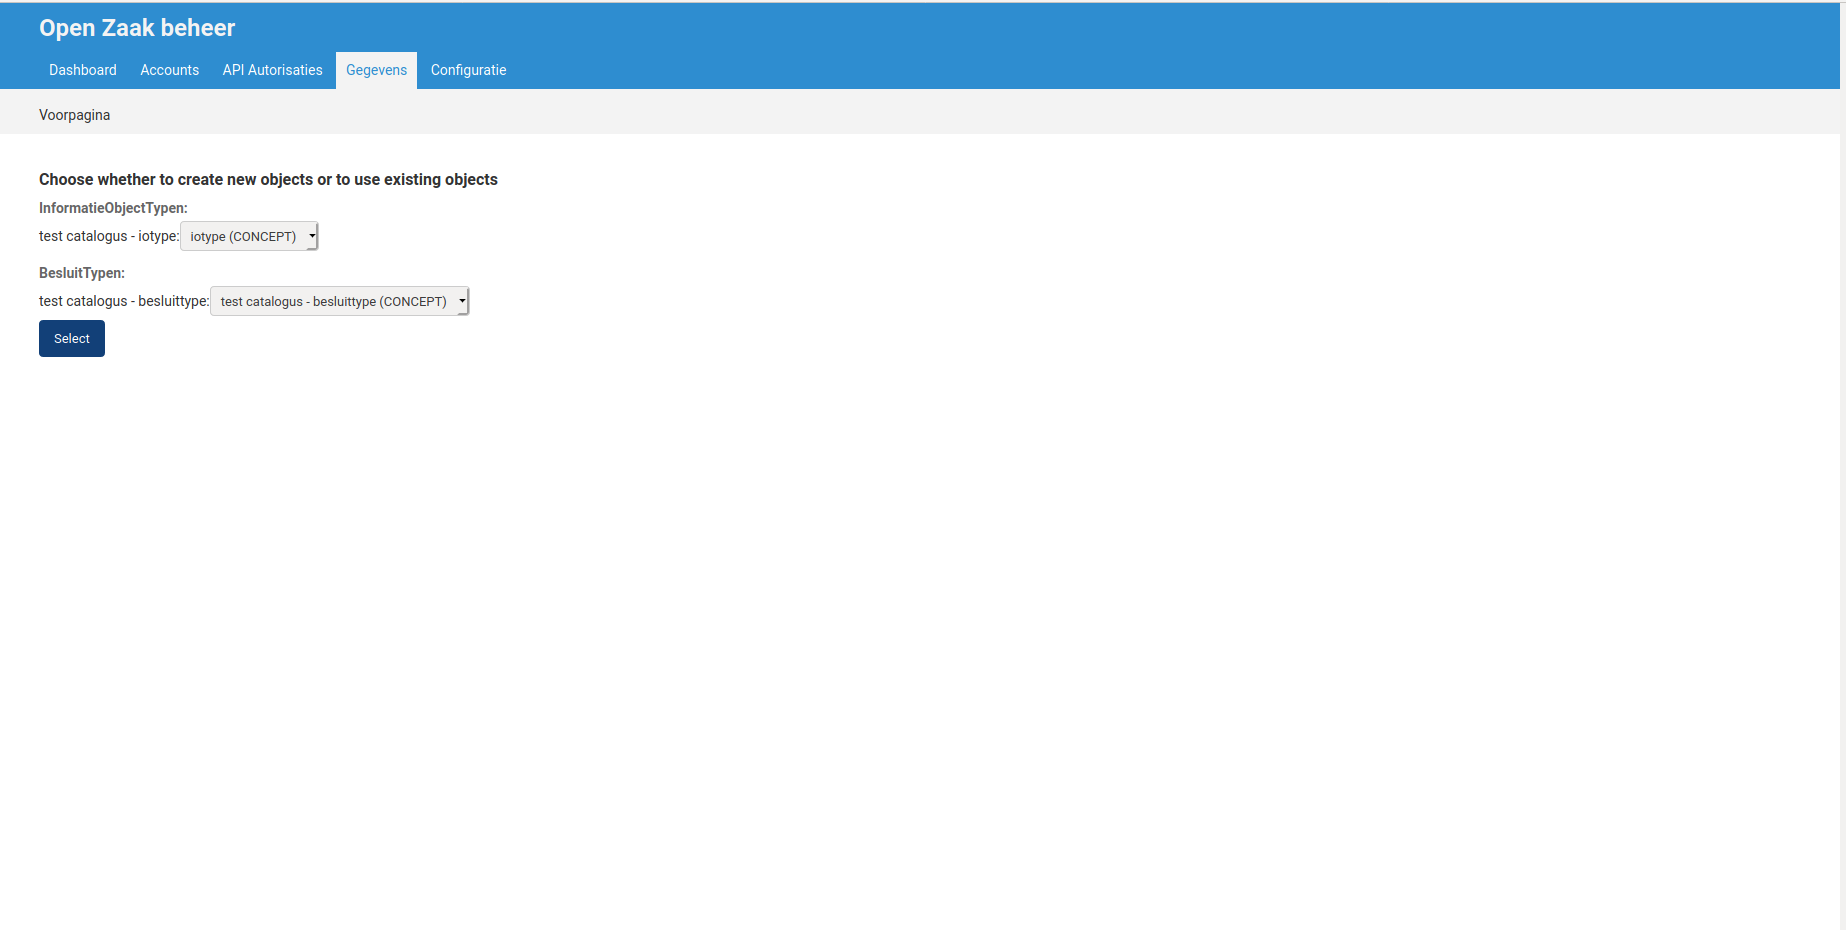 Open Zaak beheer
Dashboard Accounts API Autorisaties Gegevens Configuratie
Voorpagina
Choose whether to create new objects or to use existing objects
InformatieObjectTypen:
test catalogus - iotype: iotype (CONCEPT)
BesluitTypen:
test catalogus - besluittype: test catalogus - besluittype (CONCEPT)
Select